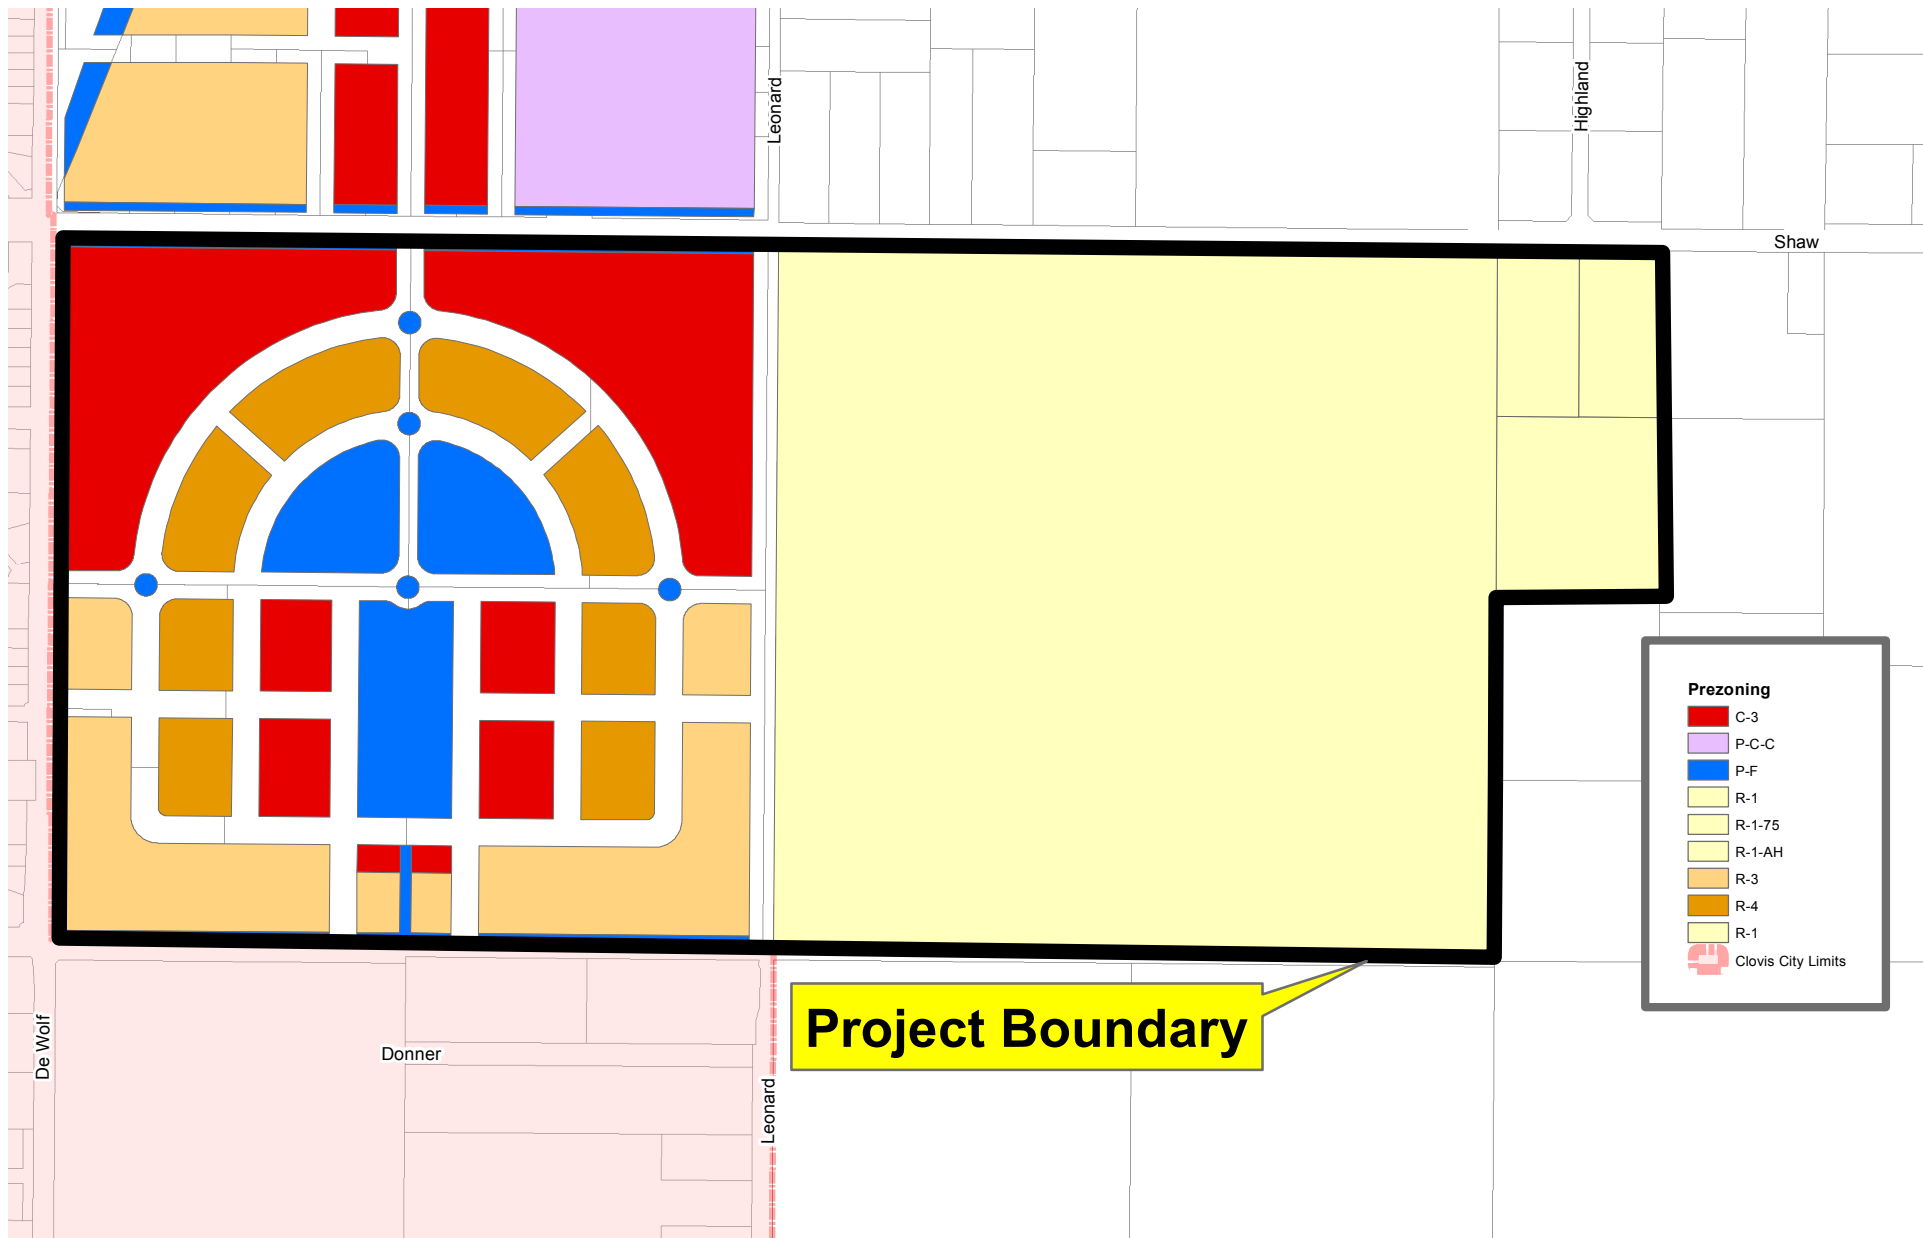 Leonard
Highland
Shaw
Prezoning
C-3
P-C-C
P-F
R-1
R-1-75
R-1-AH
R-3
R-4
R-1
Clovis City Limits
Project Boundary
De Wolf
Donner
Leonard